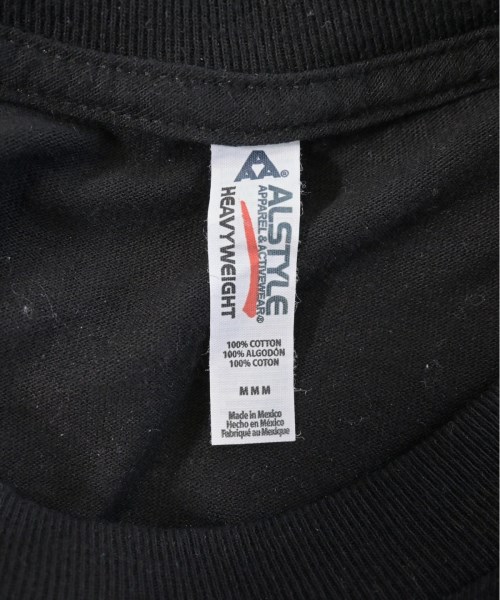 AA®
ALSTYLE
APPAREL & ACTIVEWEAR®
HEAVYWEIGHT
100% COTTON
100% ALGODÓN
100% COTON
M M M
Made in Mexico
Hecho en México
Fabriqué au Mexique